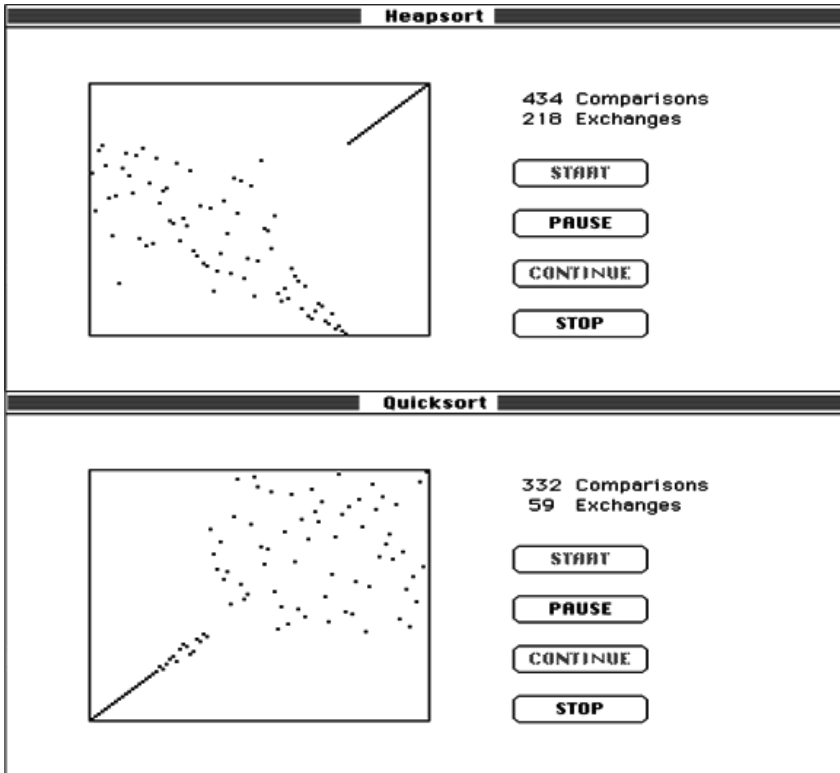 Heapsort
434 Comparisons
218 Exchanges
START
PAUSE
CONTINUE
STOP
Quicksort
332 Comparisons
59 Exchanges
START
PAUSE
CONTINUE
STOP